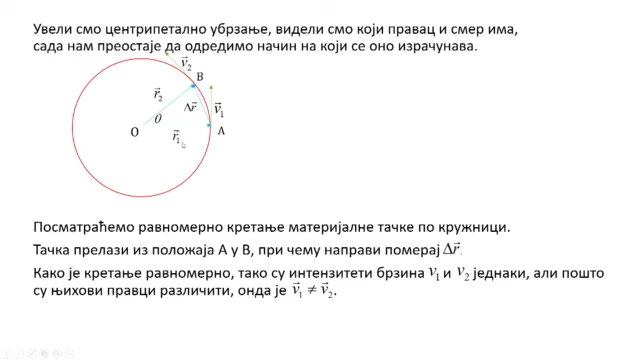 Увели смо центрипетално убрзање, видели смо који правац и смер има,
сада нам преостаје да одредимо начин на који се оно израчунава.
v⃗₂
B
r⃗₂
Δr⃗
v⃗₁
θ
O
A
r⃗₁
Посматраћемо равномерно кретање материјалне тачке по кружници.
Тачка прелази из положаја А у В, при чему направи померај Δr⃗.
Како је кретање равномерно, тако су интензитети брзина v₁ и v₂ једнаки, али пошто
су њихови правци различити, онда је v⃗₁ ≠ v⃗₂.